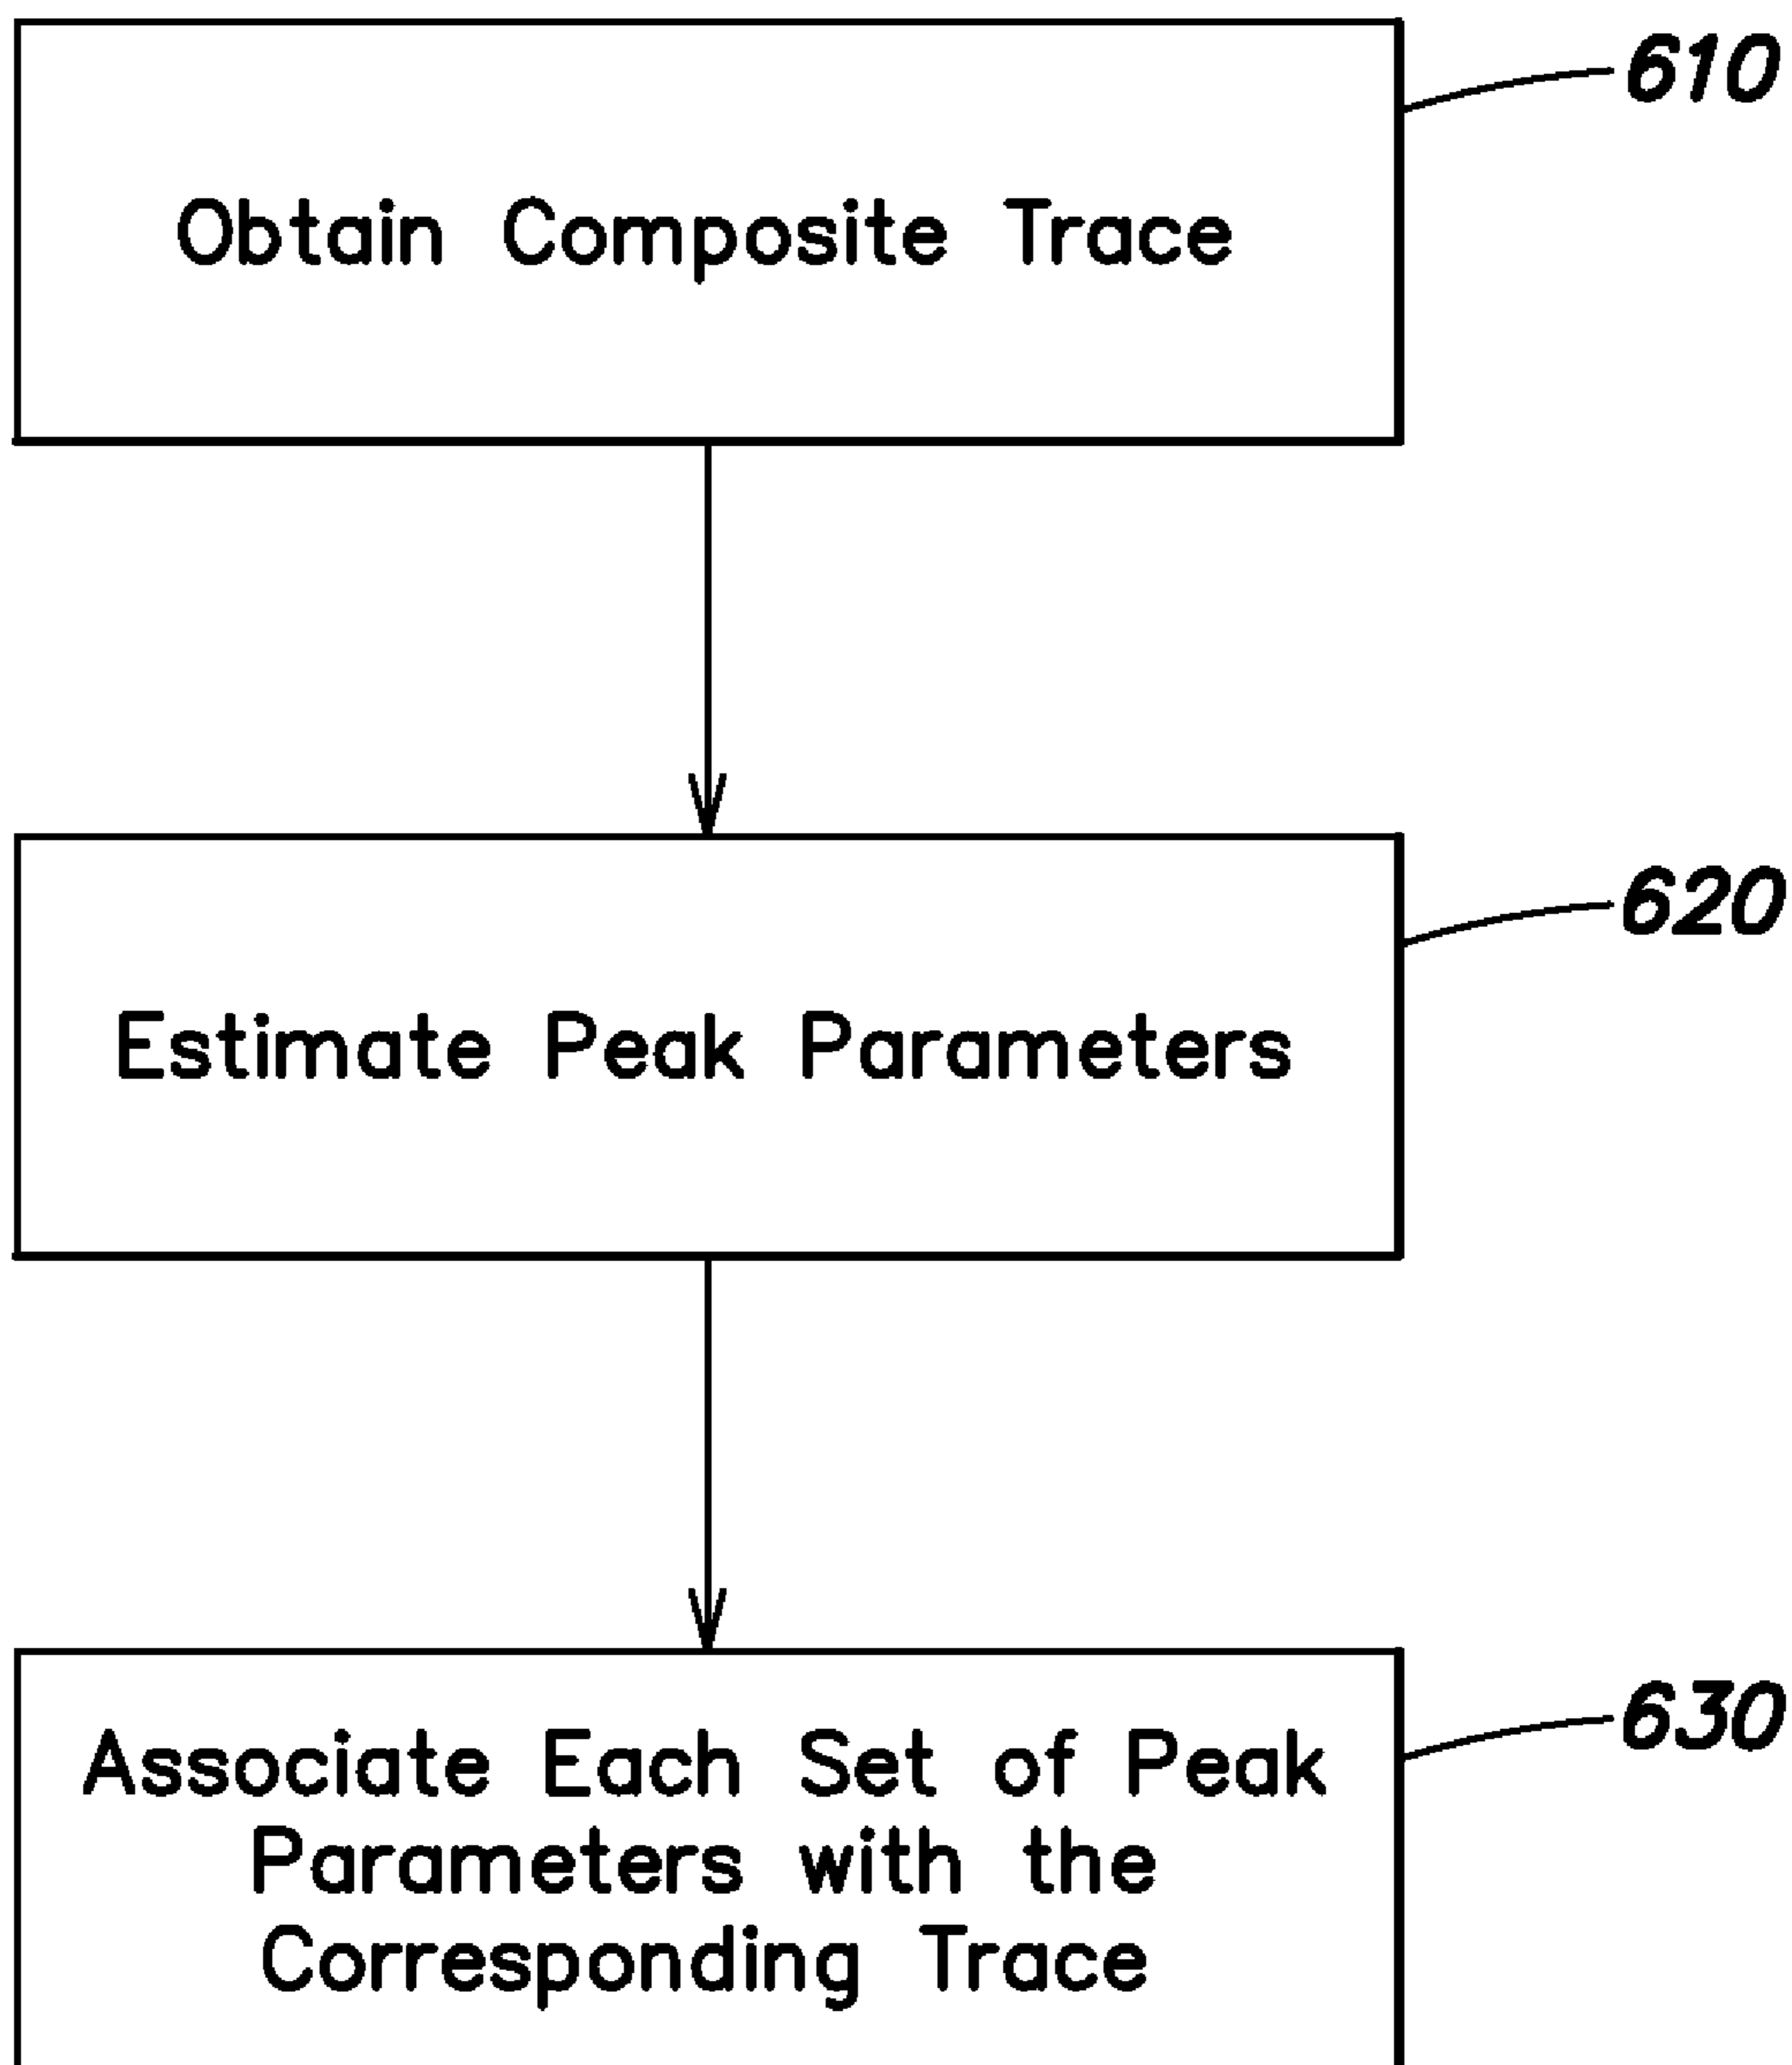 610
Obtain Composite Trace
620
Estimate Peak Parameters
630
Associate Each Set of Peak
Parameters with the
Corresponding Trace